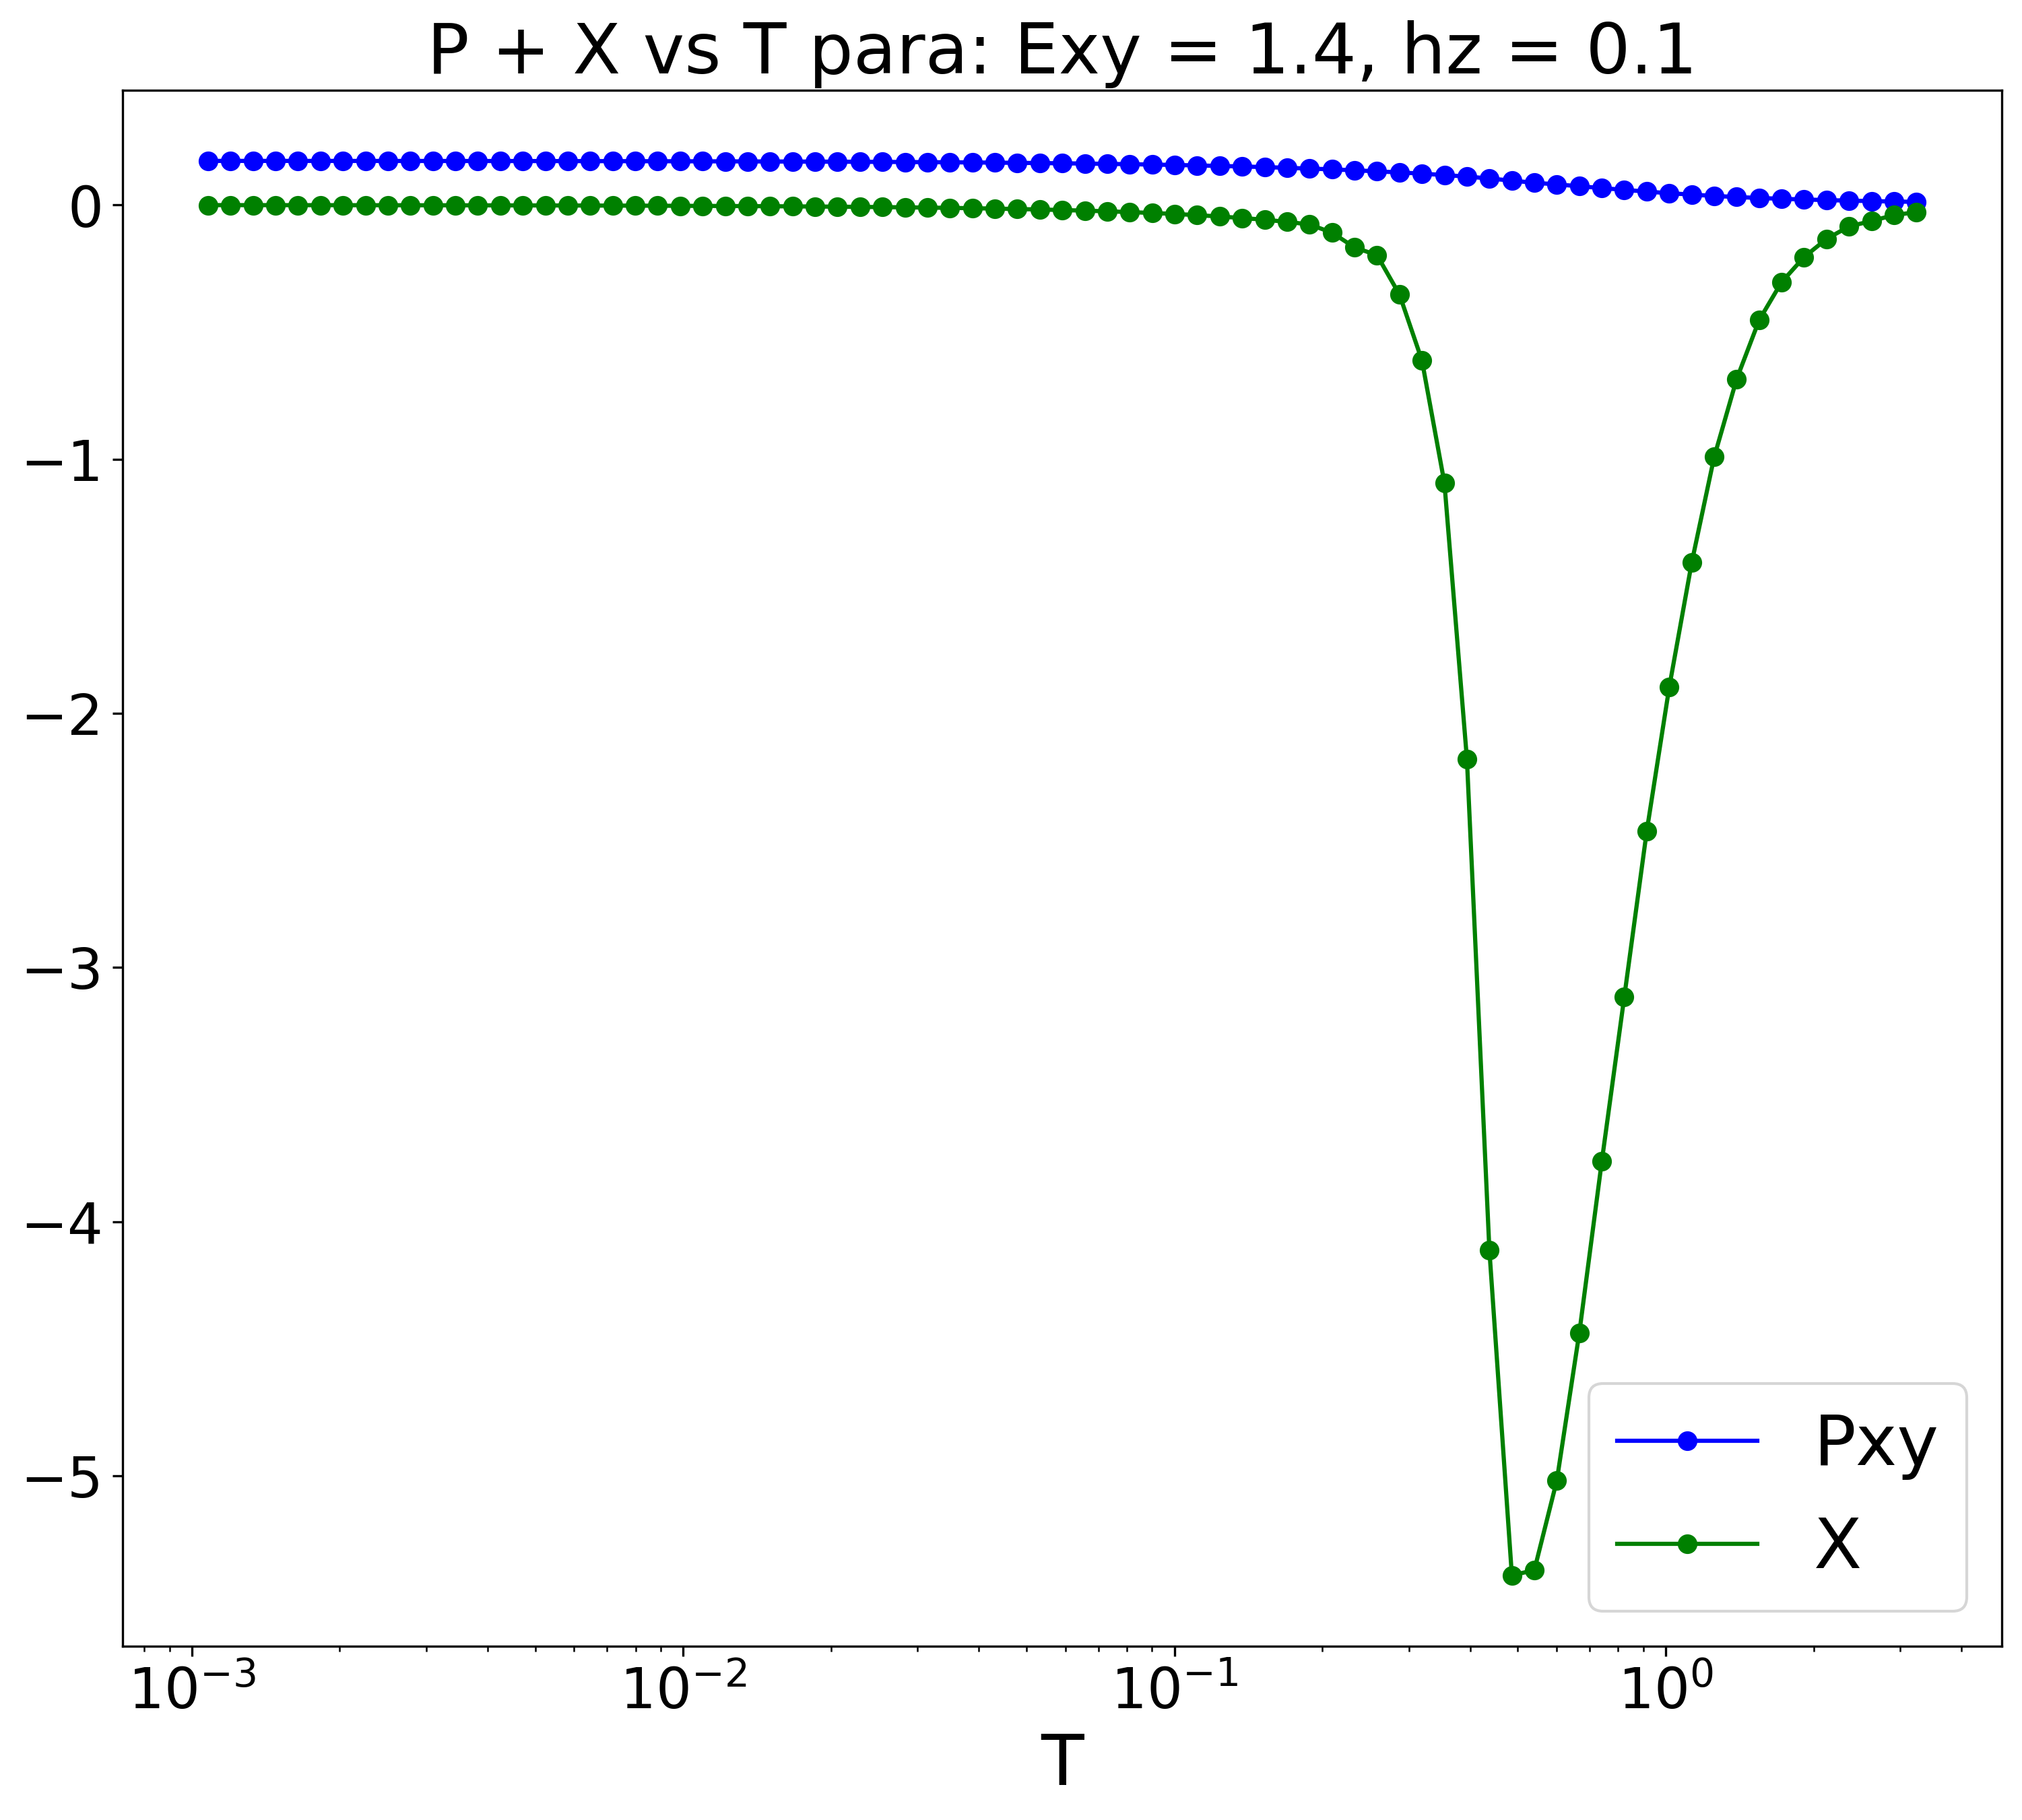 P + X vs T para: Exy = 1.4, hz = 0.1
0
−1
−2
−3
−4
−5
Pxy
X
10⁻³ 10⁻² 10⁻¹ 10⁰
T